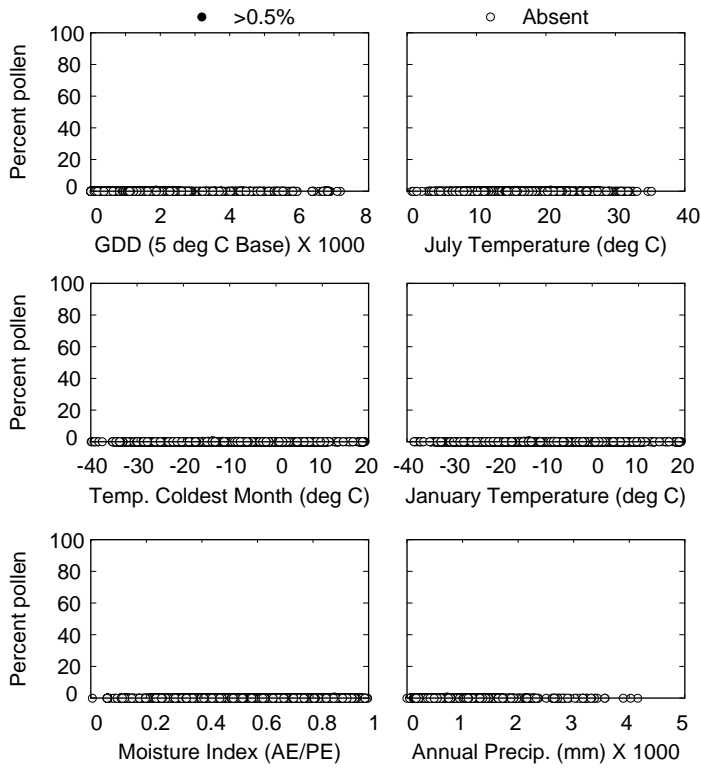 >0.5% Absent
100 80 60 40 20 0
Percent pollen
0 2 4 6 8
GDD (5 deg C Base) X 1000
0 10 20 30 40
July Temperature (deg C)
100 80 60 40 20 0
Percent pollen
-40 -30 -20 -10 0 10 20
Temp. Coldest Month (deg C)
-40 -30 -20 -10 0 10 20
January Temperature (deg C)
100 80 60 40 20 0
Percent pollen
0 0.2 0.4 0.6 0.8 1
Moisture Index (AE/PE)
0 1 2 3 4 5
Annual Precip. (mm) X 1000